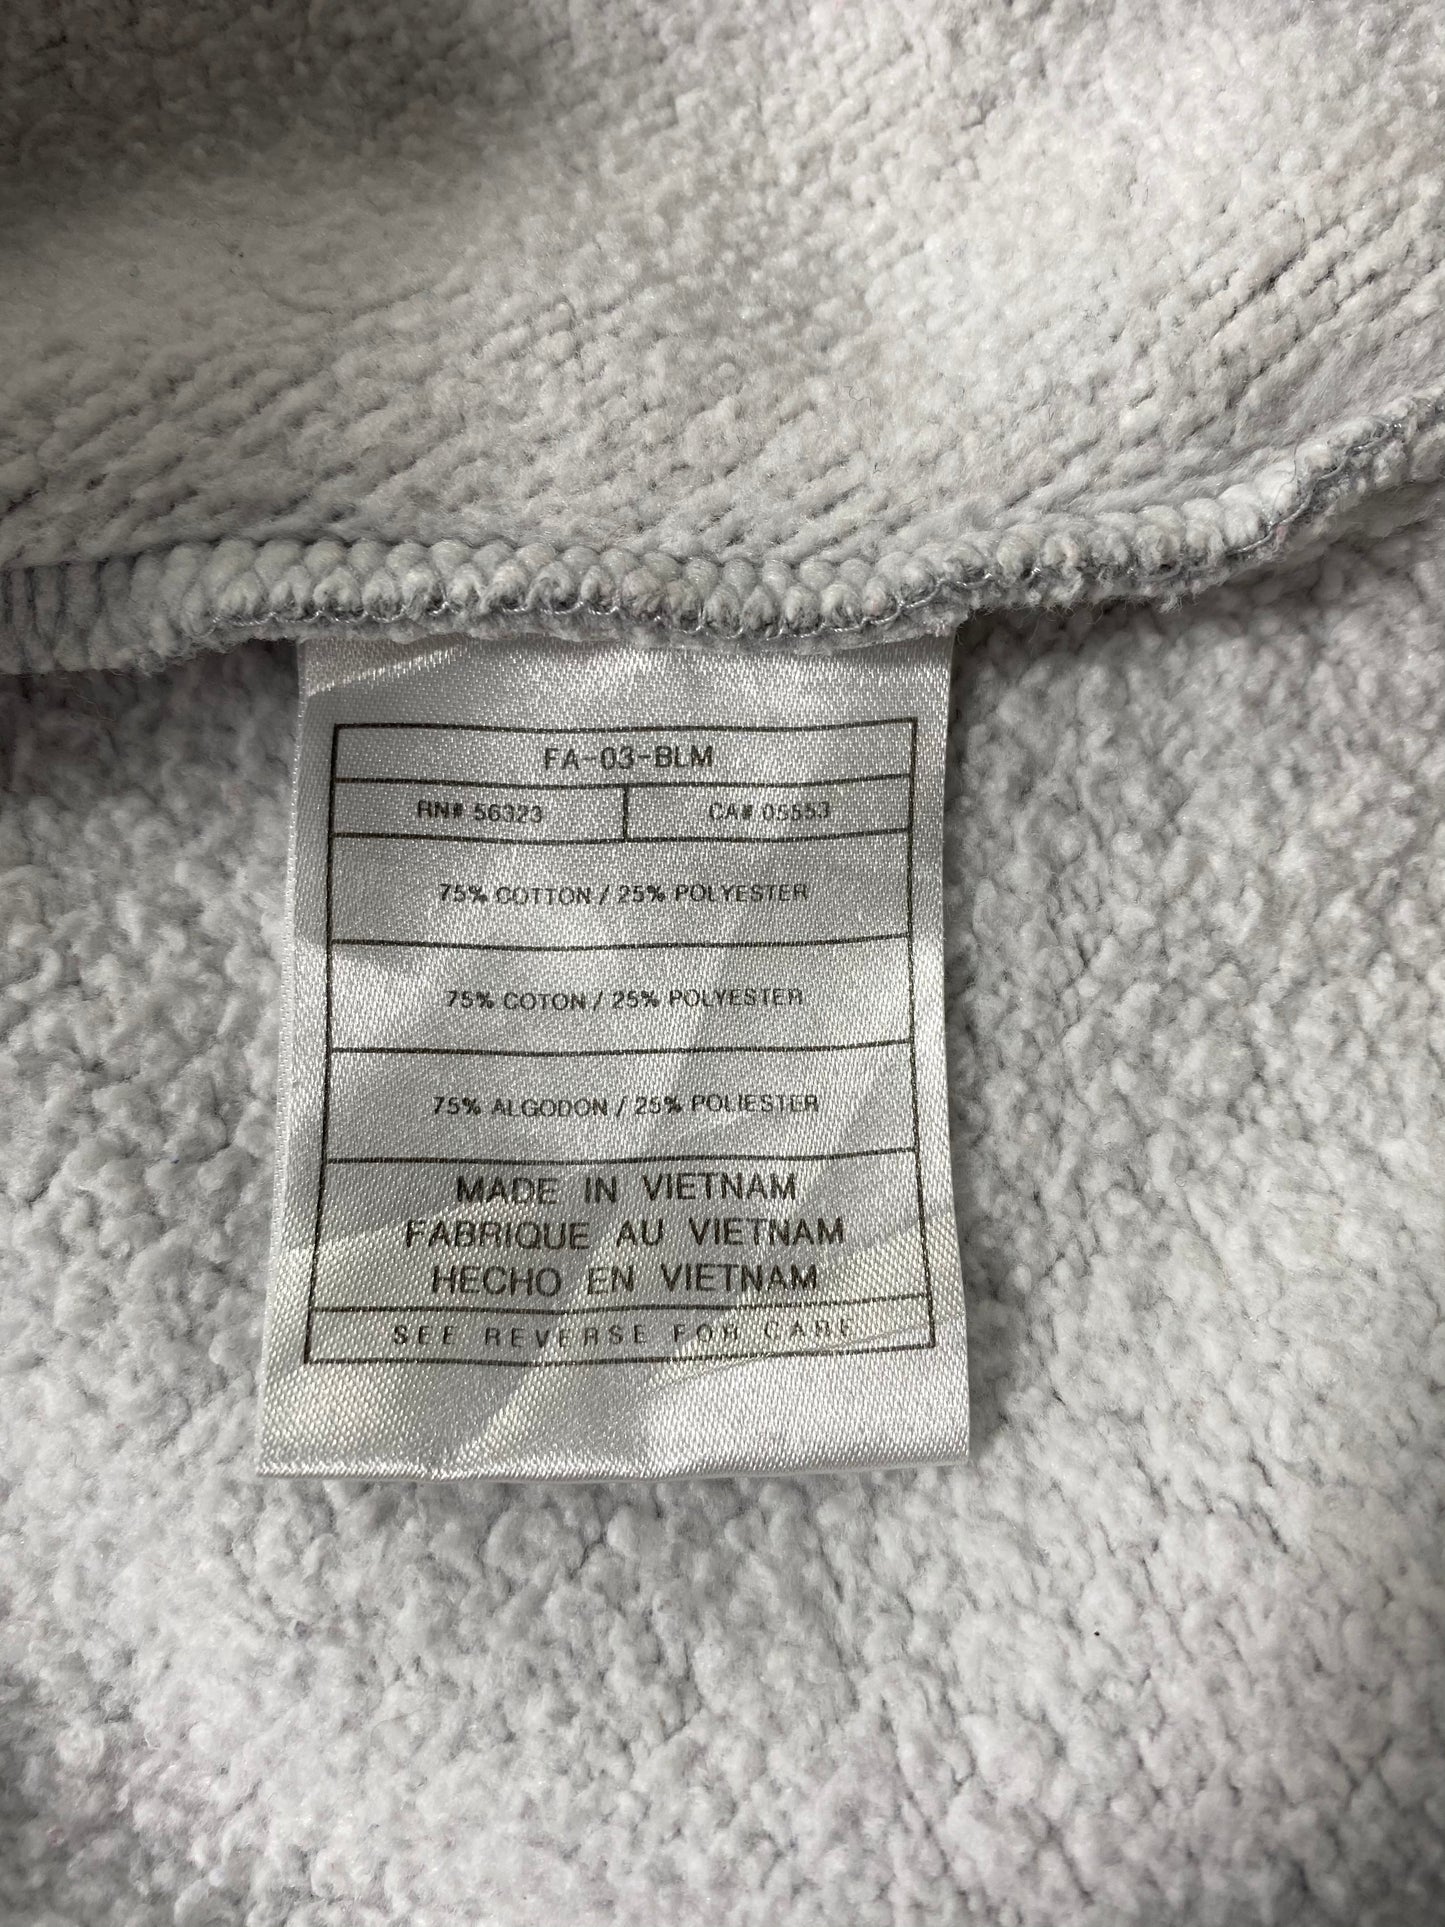 FA-03-BLM
RN# 56323 CA# 05553
75% COTTON / 25% POLYESTER
75% COTON / 25% POLYESTER
75% ALGODON / 25% POLIESTER
MADE IN VIETNAM
FABRIQUE AU VIETNAM
HECHO EN VIETNAM
SEE REVERSE FOR CARE